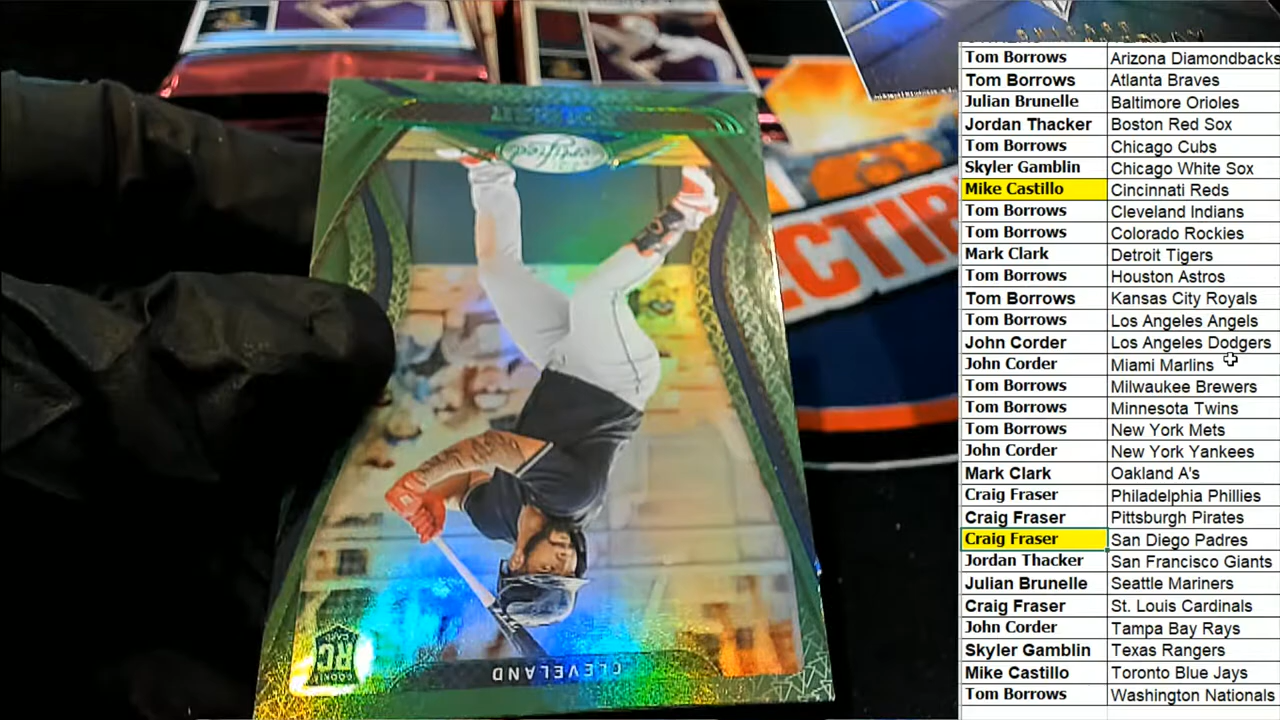 Tom Borrows Arizona Diamondbacks
Tom Borrows Atlanta Braves
Julian Brunelle Baltimore Orioles
Jordan Thacker Boston Red Sox
Tom Borrows Chicago Cubs
Skyler Gamblin Chicago White Sox
Mike Castillo Cincinnati Reds
Tom Borrows Cleveland Indians
Tom Borrows Colorado Rockies
Mark Clark Detroit Tigers
Tom Borrows Houston Astros
Tom Borrows Kansas City Royals
Tom Borrows Los Angeles Angels
John Corder Los Angeles Dodgers
John Corder Miami Marlins
Tom Borrows Milwaukee Brewers
Tom Borrows Minnesota Twins
Tom Borrows New York Mets
John Corder New York Yankees
Mark Clark Oakland A's
Craig Fraser Philadelphia Phillies
Craig Fraser Pittsburgh Pirates
Craig Fraser San Diego Padres
Jordan Thacker San Francisco Giants
Julian Brunelle Seattle Mariners
Craig Fraser St. Louis Cardinals
John Corder Tampa Bay Rays
Skyler Gamblin Texas Rangers
Mike Castillo Toronto Blue Jays
Tom Borrows Washington Nationals
CLEVELAND
ROOKIE
RC
CARD
Certified